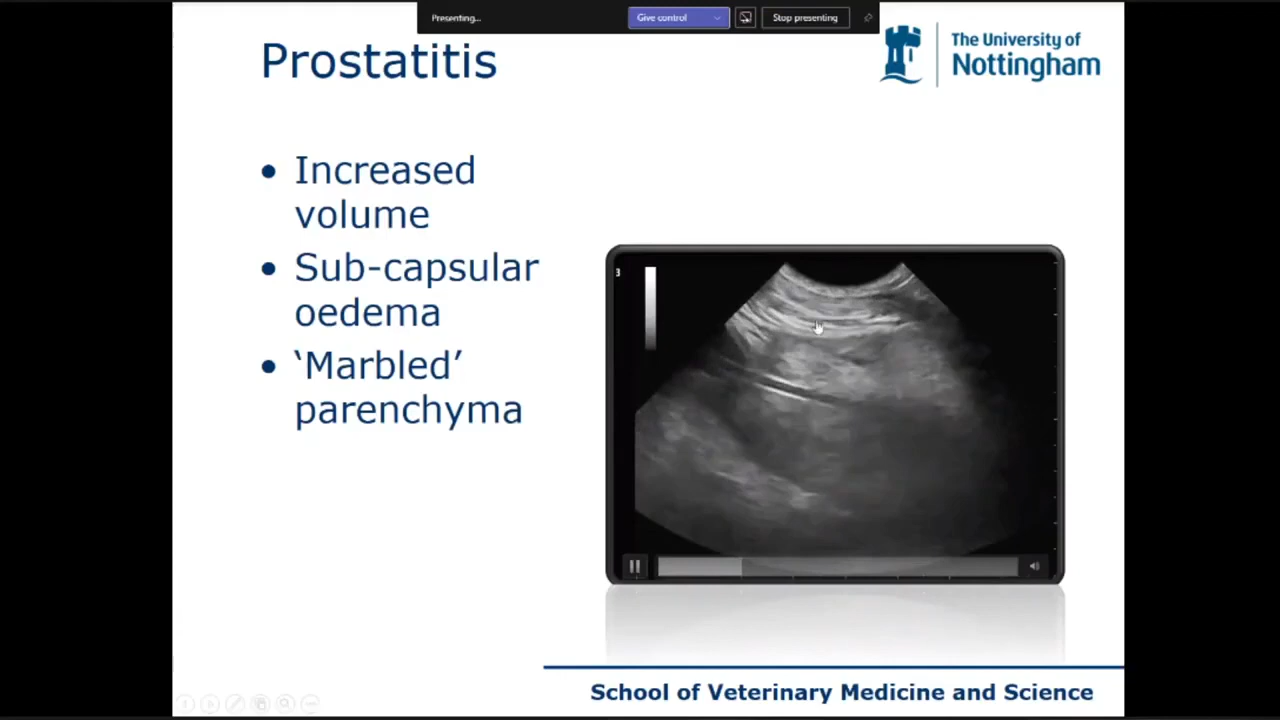 Presenting...
Give control
Stop presenting
Prostatitis
The University of
Nottingham
• Increased
volume
• Sub-capsular
oedema
• ‘Marbled’
parenchyma
3
School of Veterinary Medicine and Science